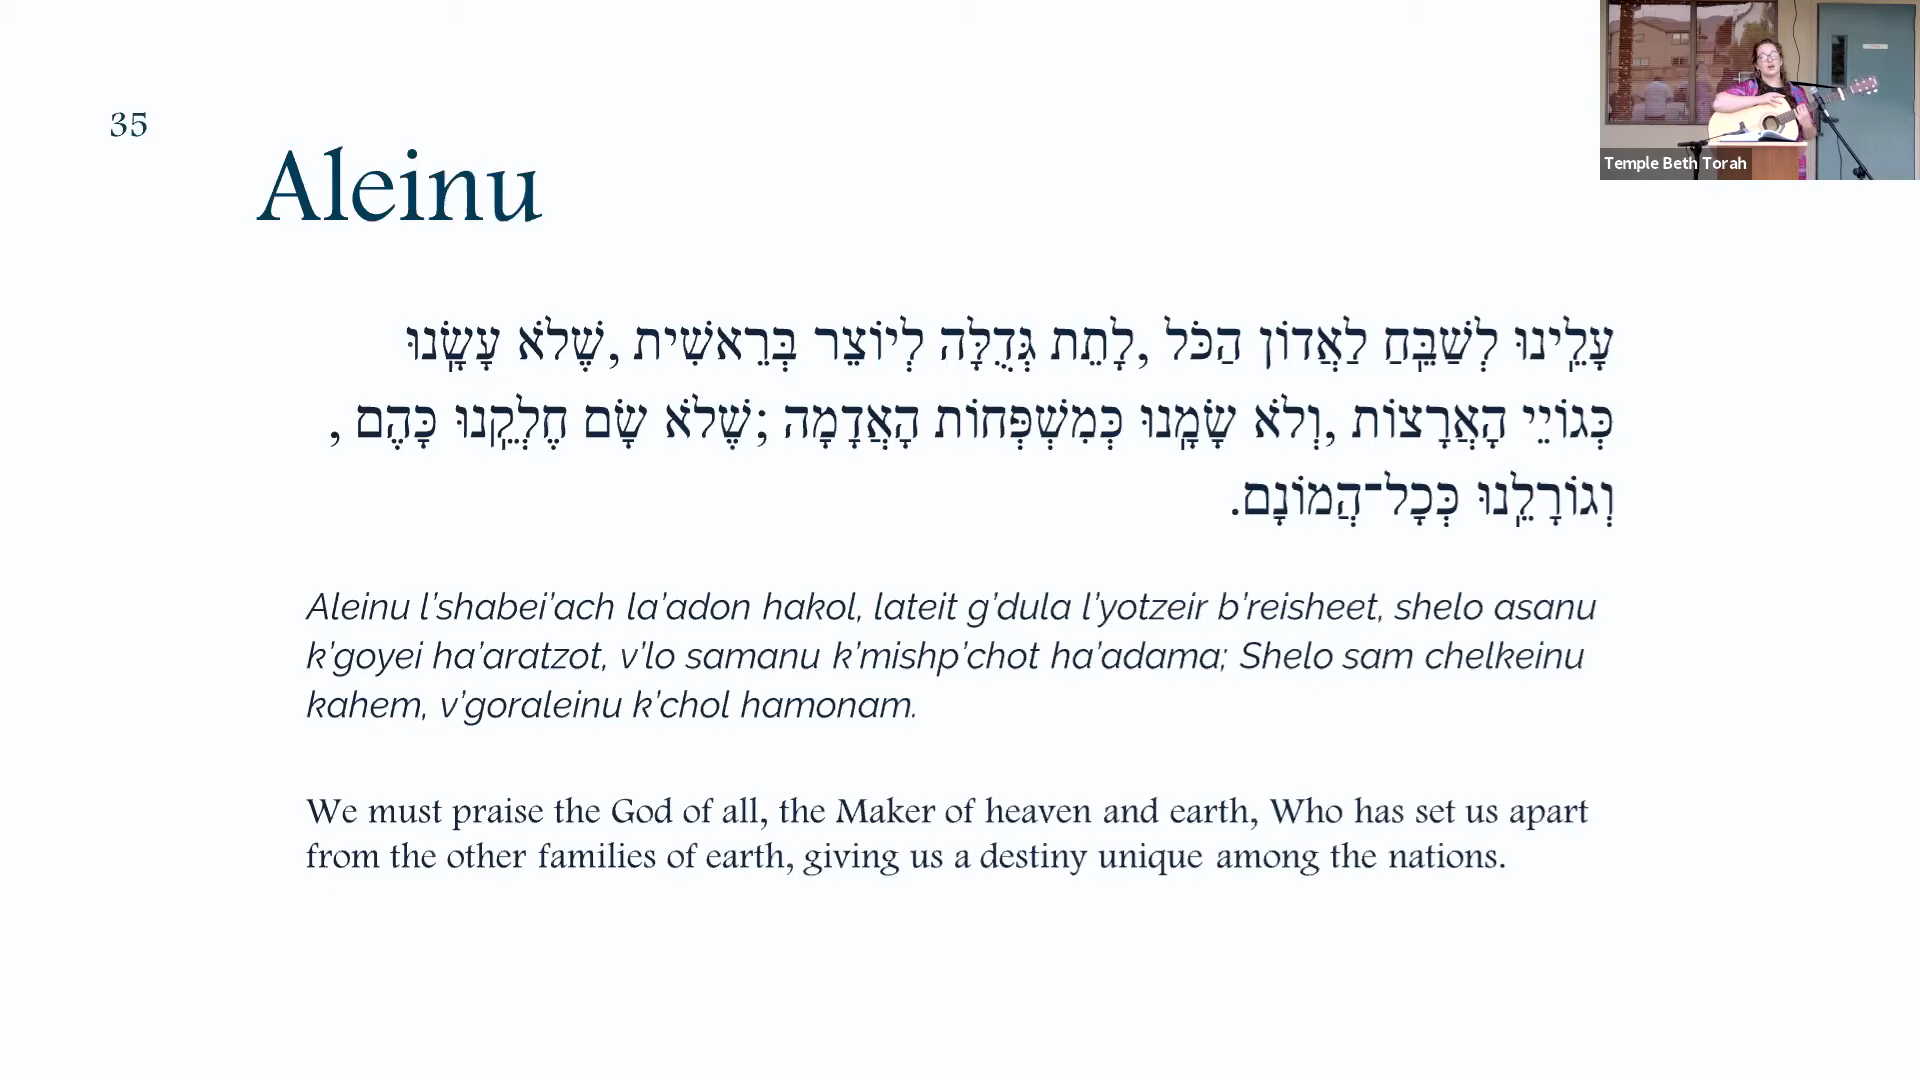 35
Aleinu
עָלֵֽינוּ לְשַׁבֵּֽחַ לַאֲדוֹן הַכֹּל ,לָתֵת גְּדֻלָּה לְיוֹצֵר בְּרֵאשִׁית ,שֶׁלֹּא עָשָׂנוּ
כְּגוֹיֵי הָאֲרָצוֹת ,וְלֹא שָׂמָנוּ כְּמִשְׁפְּחוֹת הָאֲדָמָה ;שֶׁלֹּא שָׂם חֶלְקֵנוּ כָּהֶם ,
וְגוֹרָלֵֽנוּ כְּכָל־הֲמוֹנָם.
Aleinu l’shabei’ach la’adon hakol, lateit g’dula l’yotzeir b’reisheet, shelo asanu
k’goyei ha’aratzot, v’lo samanu k’mishp’chot ha’adama; Shelo sam chelkeinu
kahem, v’goraleinu k’chol hamonam.
We must praise the God of all, the Maker of heaven and earth, Who has set us apart
from the other families of earth, giving us a destiny unique among the nations.
Temple Beth Torah